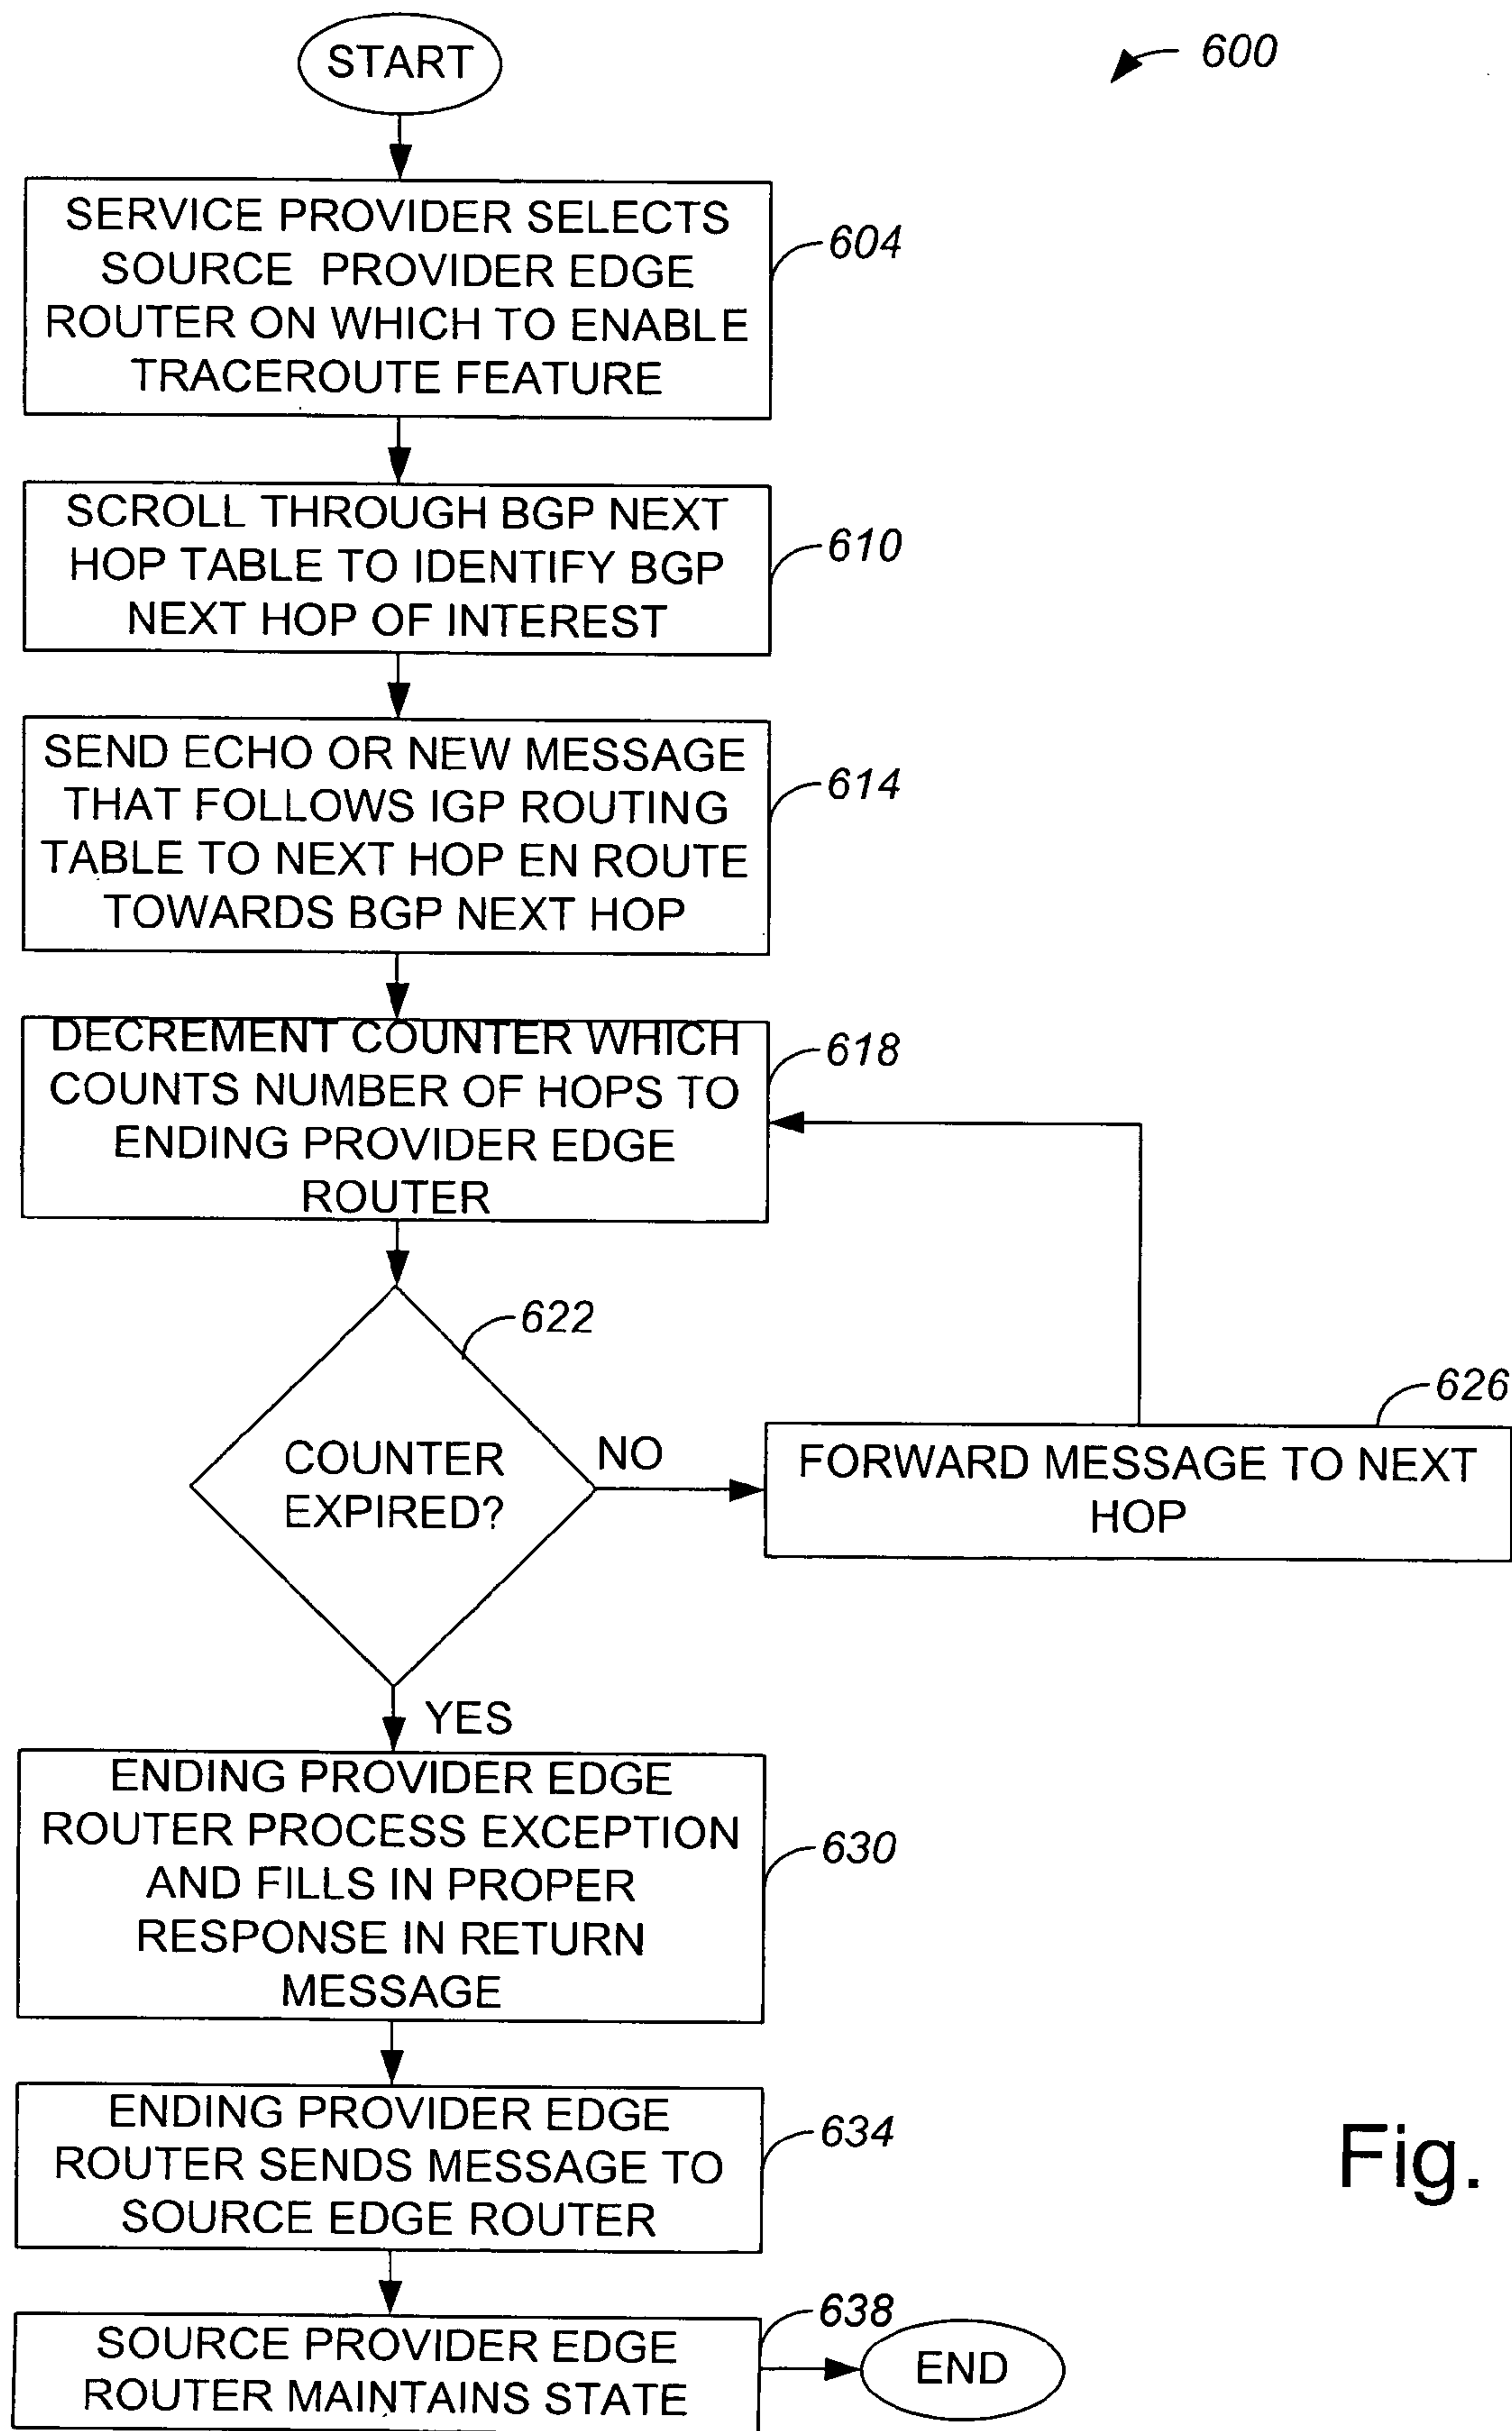 START
600
SERVICE PROVIDER SELECTS
SOURCE PROVIDER EDGE
ROUTER ON WHICH TO ENABLE
TRACEROUTE FEATURE
604
SCROLL THROUGH BGP NEXT
HOP TABLE TO IDENTIFY BGP
NEXT HOP OF INTEREST
610
SEND ECHO OR NEW MESSAGE
THAT FOLLOWS IGP ROUTING
TABLE TO NEXT HOP EN ROUTE
TOWARDS BGP NEXT HOP
614
DECREMENT COUNTER WHICH
COUNTS NUMBER OF HOPS TO
ENDING PROVIDER EDGE
ROUTER
618
622
COUNTER
EXPIRED?
NO
626
FORWARD MESSAGE TO NEXT
HOP
YES
ENDING PROVIDER EDGE
ROUTER PROCESS EXCEPTION
AND FILLS IN PROPER
RESPONSE IN RETURN
MESSAGE
630
ENDING PROVIDER EDGE
ROUTER SENDS MESSAGE TO
SOURCE EDGE ROUTER
634
Fig.
SOURCE PROVIDER EDGE
ROUTER MAINTAINS STATE
638
END